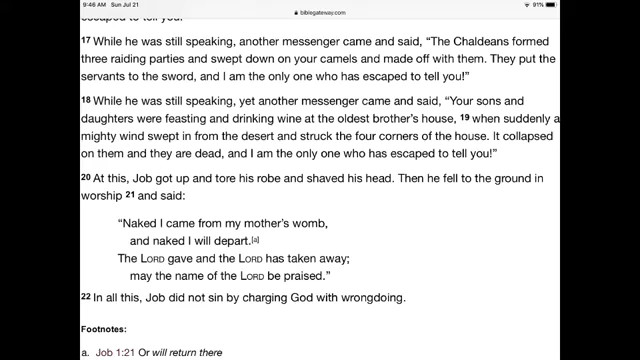 9:46 AM Sun Jul 21
91%
biblegateway.com
escaped to tell you!”
17 While he was still speaking, another messenger came and said, “The Chaldeans formed
three raiding parties and swept down on your camels and made off with them. They put the
servants to the sword, and I am the only one who has escaped to tell you!”
18 While he was still speaking, yet another messenger came and said, “Your sons and
daughters were feasting and drinking wine at the oldest brother’s house, 19 when suddenly a
mighty wind swept in from the desert and struck the four corners of the house. It collapsed
on them and they are dead, and I am the only one who has escaped to tell you!”
20 At this, Job got up and tore his robe and shaved his head. Then he fell to the ground in
worship 21 and said:
“Naked I came from my mother’s womb,
and naked I will depart.[a]
The LORD gave and the LORD has taken away;
may the name of the LORD be praised.”
22 In all this, Job did not sin by charging God with wrongdoing.
Footnotes:
a. Job 1:21 Or will return there